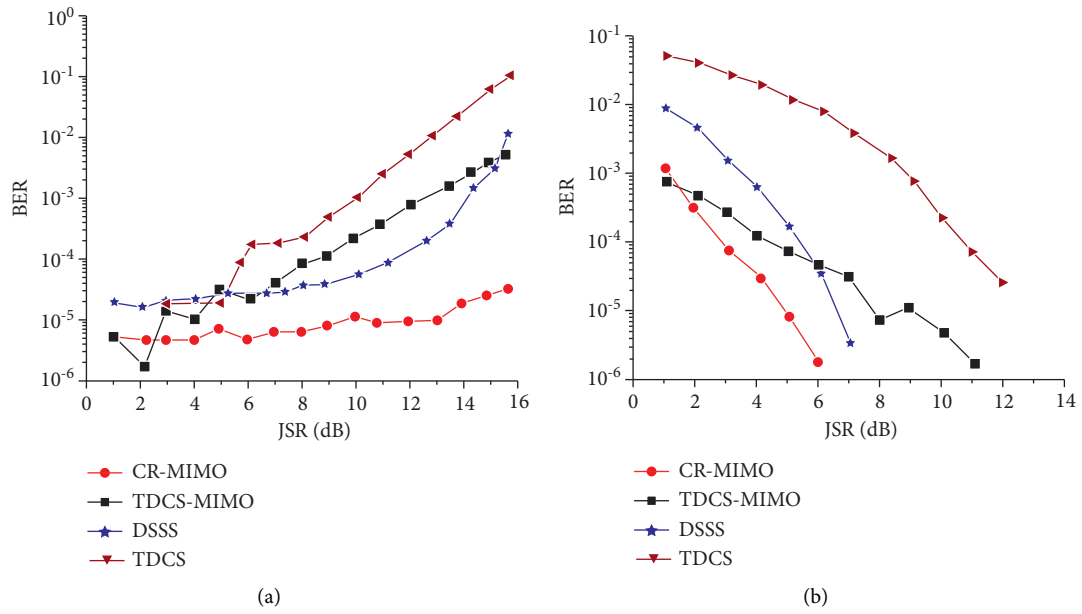 10^0
10^-1
10^-2
10^-3
10^-4
10^-5
10^-6
BER
0 2 4 6 8 10 12 14 16
JSR (dB)
CR-MIMO
TDCS-MIMO
DSSS
TDCS
(a)
10^-1
10^-2
10^-3
10^-4
10^-5
10^-6
BER
0 2 4 6 8 10 12 14
JSR (dB)
CR-MIMO
TDCS-MIMO
DSSS
TDCS
(b)